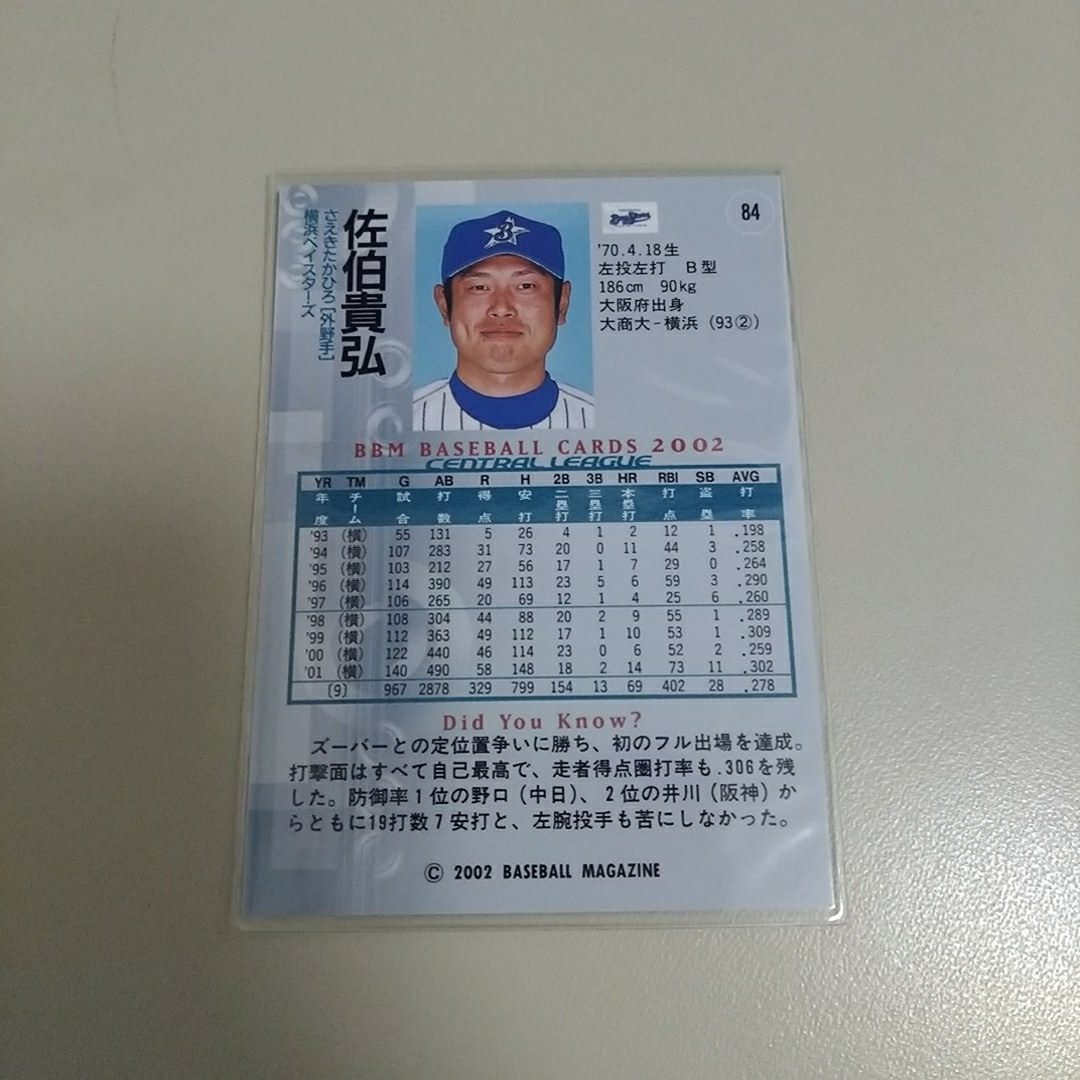 84
佐伯貴弘
さえきたかひろ［外野手］
横浜ベイスターズ
'70.4.18生
左投左打 B型
186cm 90kg
大阪府出身
大商大-横浜（93②）
BBM BASEBALL CARDS 2002
CENTRAL LEAGUE
YR TM G AB R H 2B 3B HR RBI SB AVG
年度 チーム 試合 打数 得点 安打 二塁打 三塁打 本塁打 打点 盗塁 打率
'93 (横) 55 131 5 26 4 1 2 12 1 .198
'94 (横) 107 283 31 73 20 0 11 44 3 .258
'95 (横) 103 212 27 56 17 1 7 29 0 .264
'96 (横) 114 390 49 113 23 5 6 59 3 .290
'97 (横) 106 265 20 69 12 1 4 25 6 .260
'98 (横) 108 304 44 88 20 2 9 55 1 .289
'99 (横) 112 363 49 112 17 1 10 53 1 .309
'00 (横) 122 440 46 114 23 0 6 52 2 .259
'01 (横) 140 490 58 148 18 2 14 73 11 .302
〔9〕 967 2878 329 799 154 13 69 402 28 .278
Did You Know?
ズーバーとの定位置争いに勝ち、初のフル出場を達成。
打撃面はすべて自己最高で、走者得点圏打率も.306を残
した。防御率1位の野口（中日）、2位の井川（阪神）か
らともに19打数7安打と、左腕投手も苦にしなかった。
© 2002 BASEBALL MAGAZINE